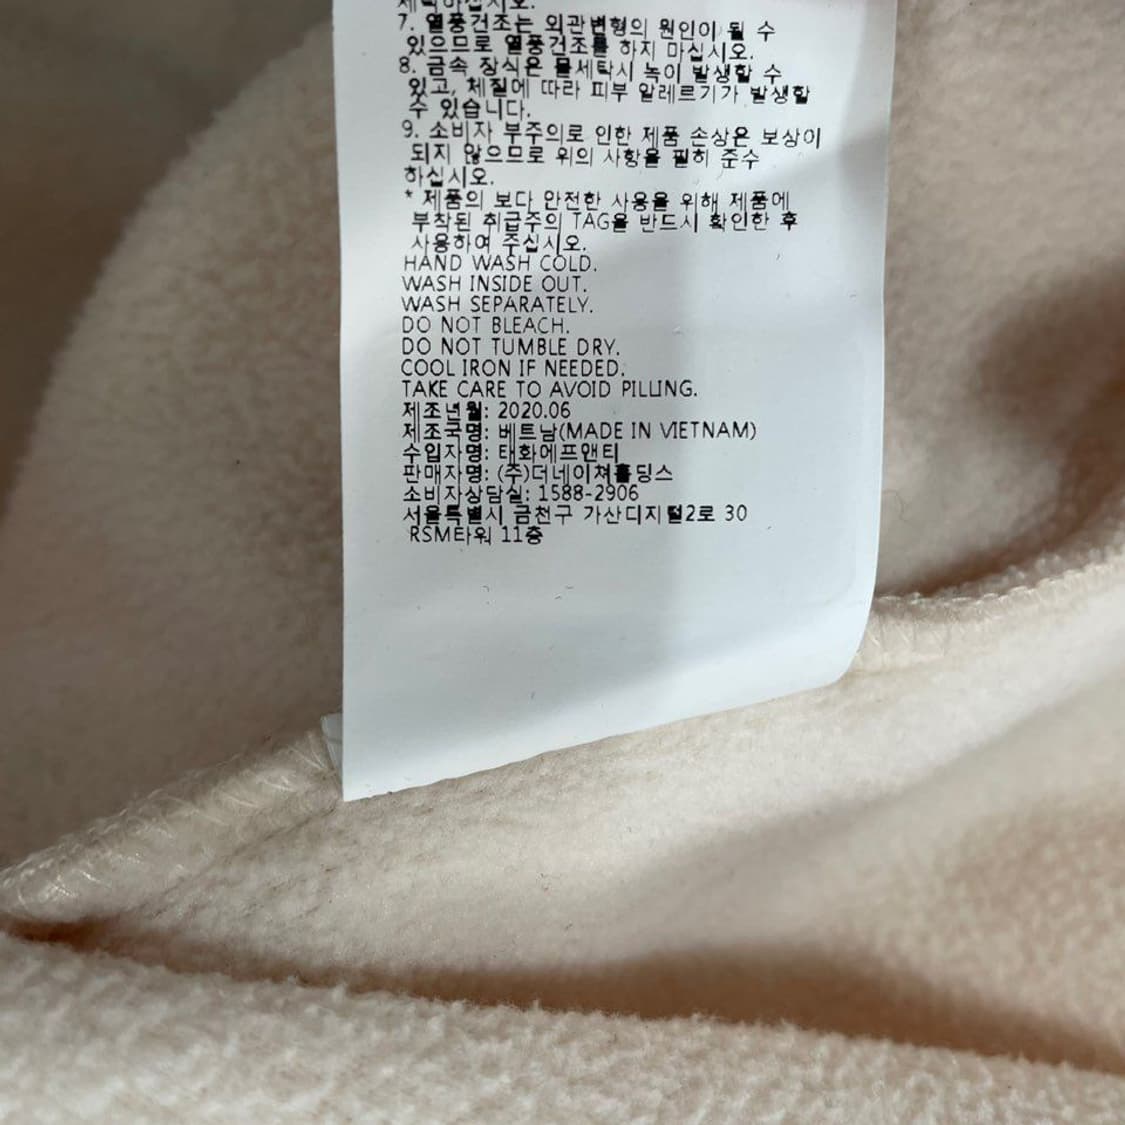 세탁하십시오.
7. 열풍건조는 외관변형의 원인이 될 수
있으므로 열풍건조를 하지 마십시오.
8. 금속 장식은 물세탁시 녹이 발생할 수
있고, 체질에 따라 피부 알레르기가 발생할
수 있습니다.
9. 소비자 부주의로 인한 제품 손상은 보상이
되지 않으므로 위의 사항을 필히 준수
하십시오.
* 제품의 보다 안전한 사용을 위해 제품에
부착된 취급주의 TAG을 반드시 확인한 후
사용하여 주십시오.
HAND WASH COLD.
WASH INSIDE OUT.
WASH SEPARATELY.
DO NOT BLEACH.
DO NOT TUMBLE DRY.
COOL IRON IF NEEDED.
TAKE CARE TO AVOID PILLING.
제조년월: 2020.06
제조국명: 베트남(MADE IN VIETNAM)
수입자명: 태화에프앤티
판매자명: (주)더네이쳐홀딩스
소비자상담실: 1588-2906
서울특별시 금천구 가산디지털2로 30
RSM타워 11층